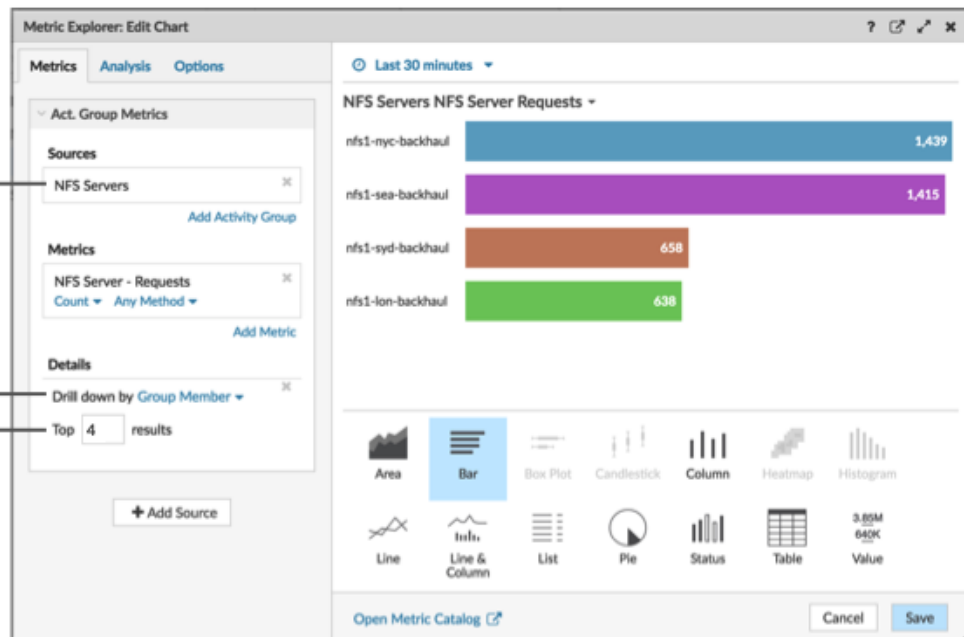 Metric Explorer: Edit Chart
?
Metrics Analysis Options
Act. Group Metrics
Sources
NFS Servers
Add Activity Group
Metrics
NFS Server - Requests
Count Any Method
Add Metric
Details
Drill down by Group Member
Top 4 results
+ Add Source
Last 30 minutes
NFS Servers NFS Server Requests
nfs1-nyc-backhaul 1,439
nfs1-sea-backhaul 1,415
nfs1-syd-backhaul 658
nfs1-lon-backhaul 638
Area Bar Box Plot Candlestick Column Heatmap Histogram
3.85M
640K
Line Line & Column List Pie Status Table Value
Open Metric Catalog
Cancel Save